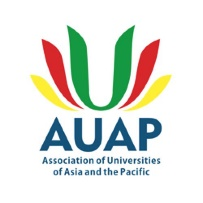 AUAP
Association of Universities
of Asia and the Pacific